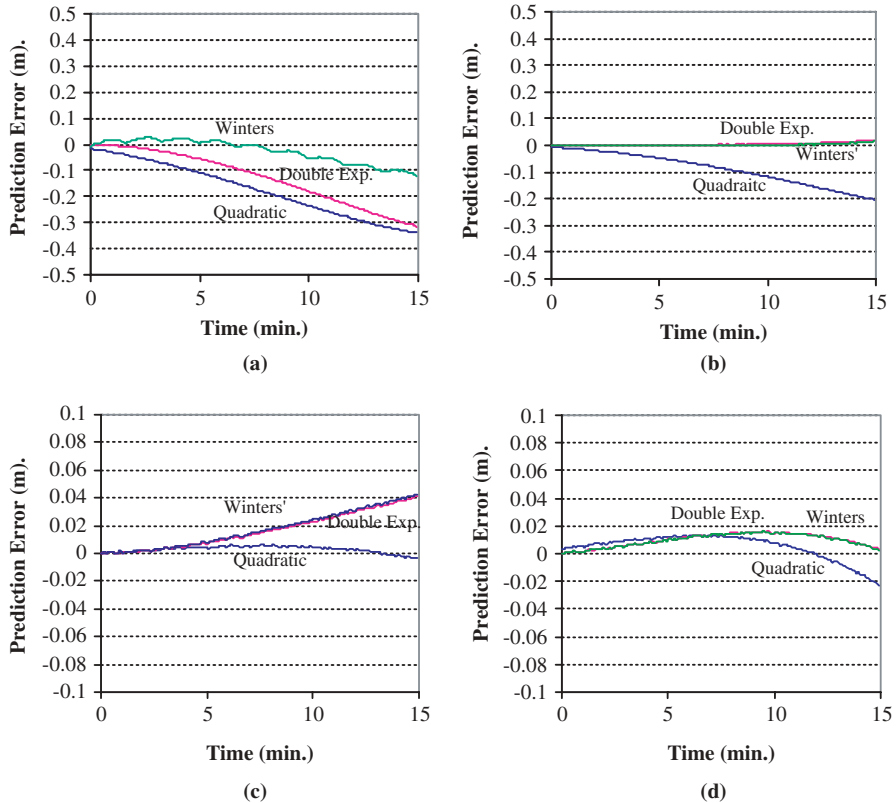 (a)
Prediction Error (m).
0.5
0.4
0.3
0.2
0.1
0
-0.1
-0.2
-0.3
-0.4
-0.5
Winters
Double Exp.
Quadratic
0 5 10 15
Time (min.)
(a)
(b)
Prediction Error (m).
0.5
0.4
0.3
0.2
0.1
0
-0.1
-0.2
-0.3
-0.4
-0.5
Double Exp.
Winters'
Quadraitc
0 5 10 15
Time (min.)
(b)
Prediction Error (m).
0.1
0.08
0.06
0.04
0.02
0
-0.02
-0.04
-0.06
-0.08
-0.1
Winters'
Double Exp.
Quadratic
0 5 10 15
Time (min.)
(c)
Prediction Error (m).
0.1
0.08
0.06
0.04
0.02
0
-0.02
-0.04
-0.06
-0.08
-0.1
Double Exp.
Winters
Quadratic
0 5 10 15
Time (min.)
(d)